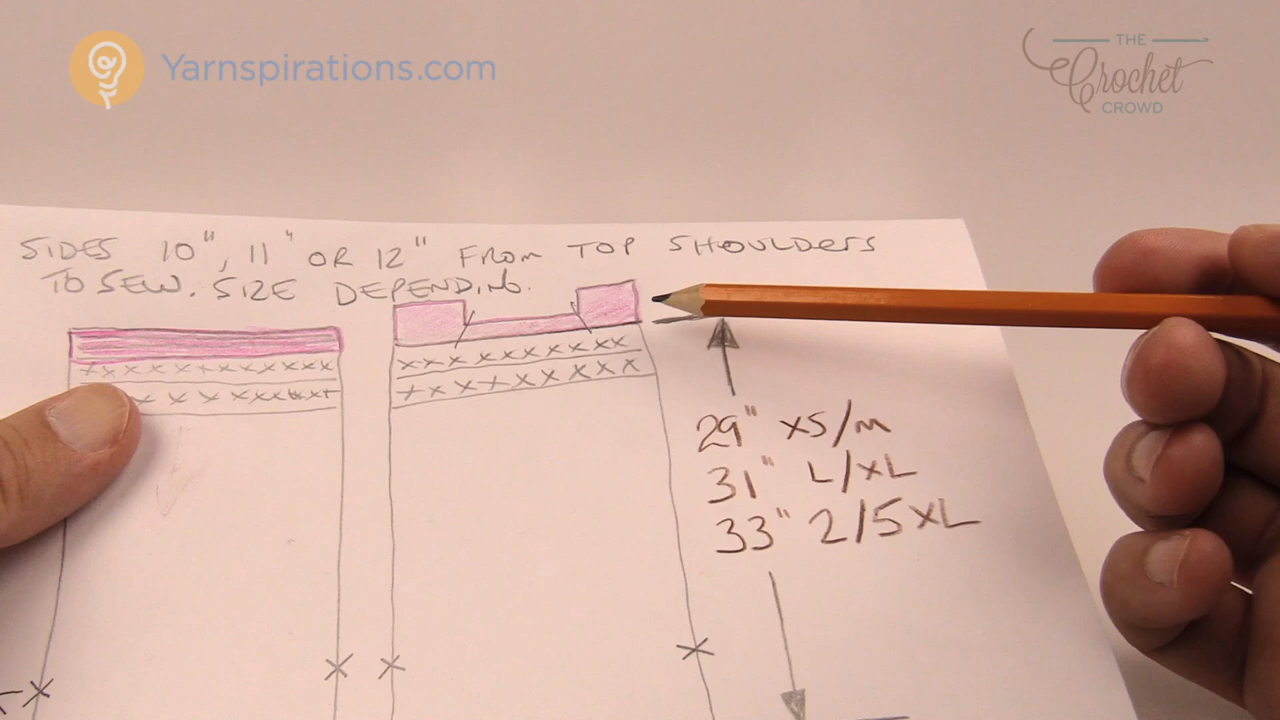 Yarnspirations.com
THE
Crochet
CROWD
SIDES 10", 11" OR 12" FROM TOP SHOULDERS
TO SEW. SIZE DEPENDING.
29" XS/M
31" L/XL
33" 2/5XL